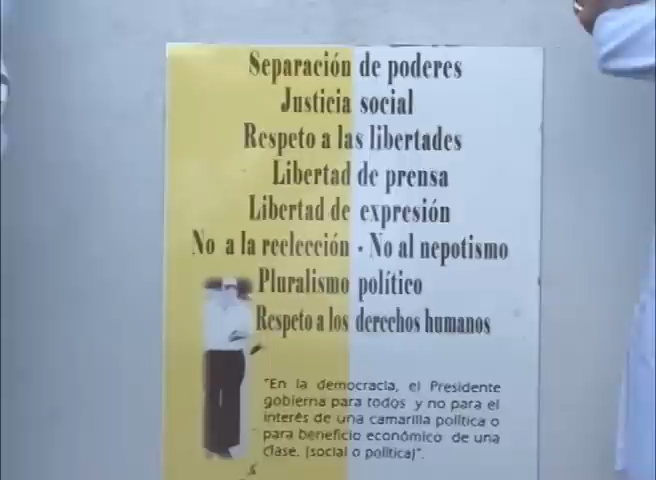 Separación de poderes
Justicia social
Respeto a las libertades
Libertad de prensa
Libertad de expresión
No a la reelección - No al nepotismo
Pluralismo político
Respeto a los derechos humanos
"En la democracia, el Presidente
gobierna para todos y no para el
interés de una camarilla política o
para beneficio económico de una
clase. (social o política)".